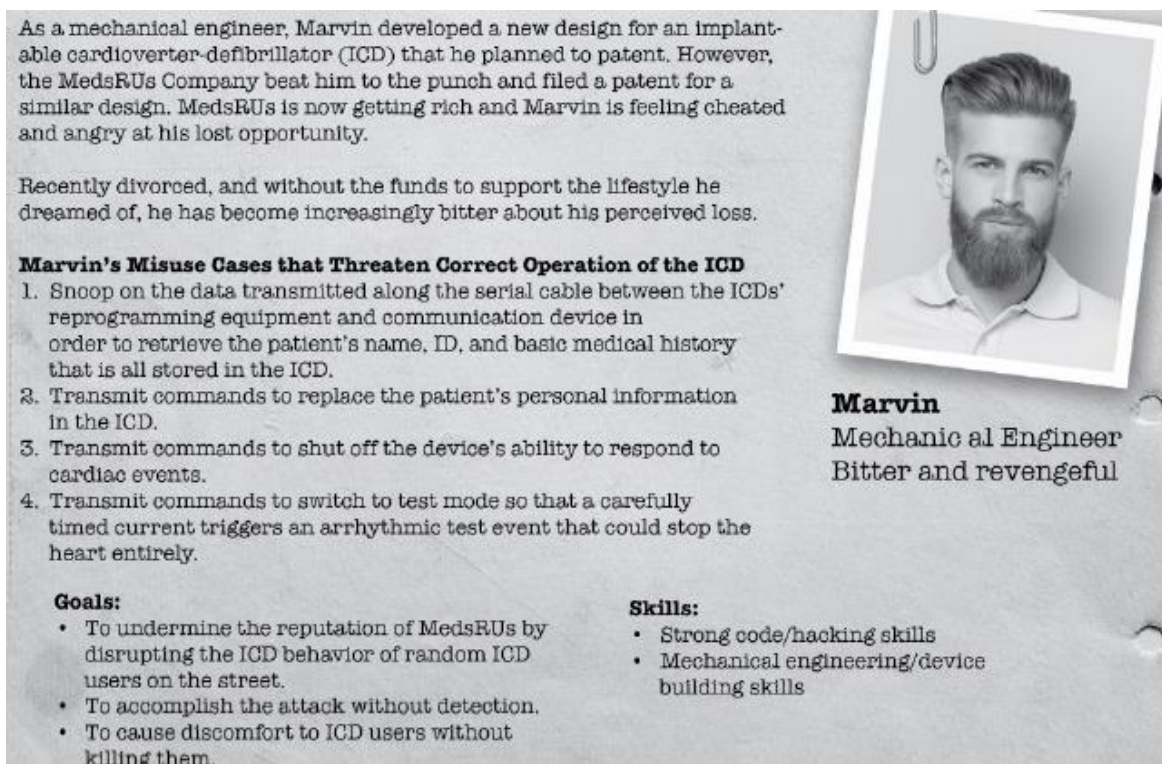 As a mechanical engineer, Marvin developed a new design for an implant-
able cardioverter-defibrillator (ICD) that he planned to patent. However,
the MedsRUs Company beat him to the punch and filed a patent for a
similar design. MedsRUs is now getting rich and Marvin is feeling cheated
and angry at his lost opportunity.
Recently divorced, and without the funds to support the lifestyle he
dreamed of, he has become increasingly bitter about his perceived loss.
Marvin's Misuse Cases that Threaten Correct Operation of the ICD
1. Snoop on the data transmitted along the serial cable between the ICDs'
reprogramming equipment and communication device in
order to retrieve the patient's name, ID, and basic medical history
that is all stored in the ICD.
2. Transmit commands to replace the patient's personal information
in the ICD.
3. Transmit commands to shut off the device's ability to respond to
cardiac events.
4. Transmit commands to switch to test mode so that a carefully
timed current triggers an arrhythmic test event that could stop the
heart entirely.
Marvin
Mechanic al Engineer
Bitter and revengeful
Goals:
• To undermine the reputation of MedsRUs by
disrupting the ICD behavior of random ICD
users on the street.
• To accomplish the attack without detection.
• To cause discomfort to ICD users without
killing them.
Skills:
• Strong code/hacking skills
• Mechanical engineering/device
building skills